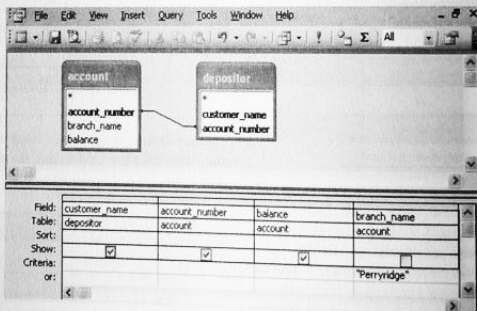 File Edit View Insert Query Tools Window Help
Σ All
account depositor
* *
account_number customer_name
branch_name account_number
balance
Field: customer_name account_number balance branch_name
Table: depositor account account account
Sort:
Show:
Criteria: "Perryridge"
or: